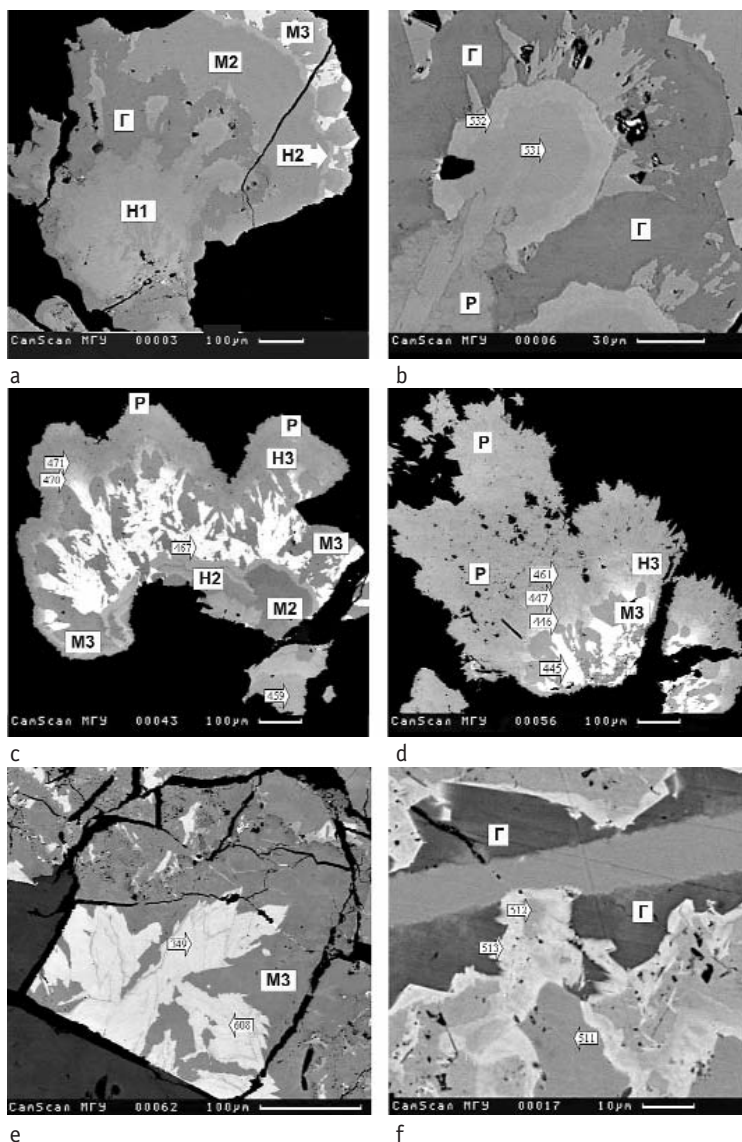 М3
М2
Г
Н2
Н1
CamScan МГУ 00003 100µm
a
Г
532
531
Г
Р
CamScan МГУ 00006 30µm
b
Р
Р
471
Н3
470
467
М3
Н2
М2
М3
459
CamScan МГУ 00043 100µm
c
Р
Р
461
Н3
447
М3
446
445
CamScan МГУ 00056 100µm
d
549
М3
608
CamScan МГУ 00062 100µm
e
Г
512
Г
513
511
CamScan МГУ 00017 10µm
f